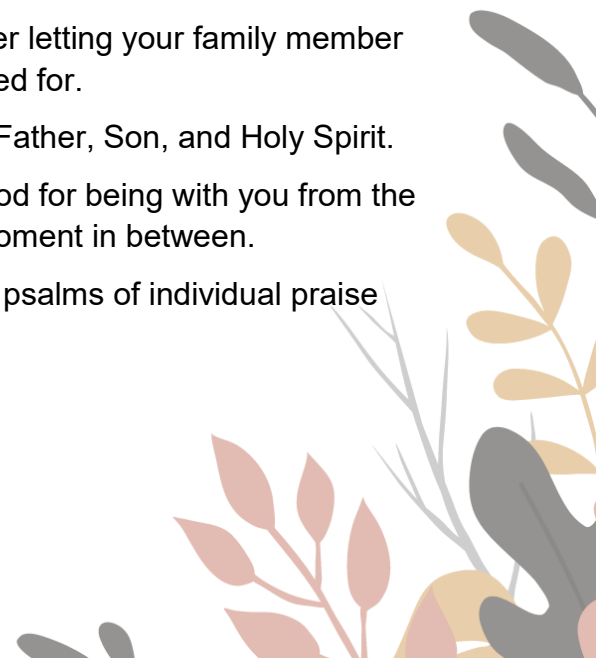 er letting your family member
ed for.
Father, Son, and Holy Spirit.
od for being with you from the
oment in between.
psalms of individual praise